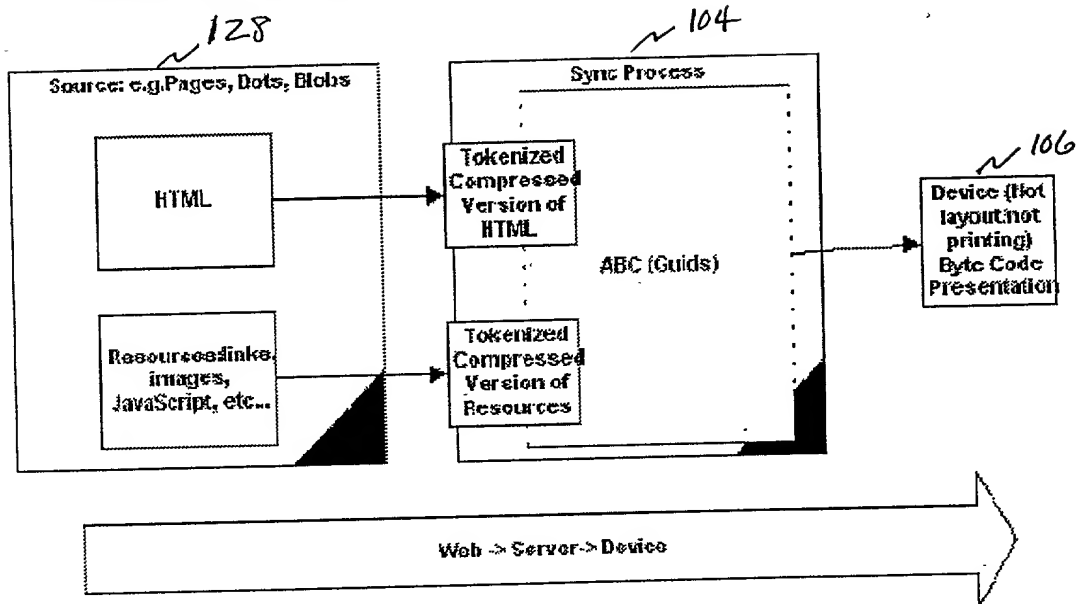 128
104
Source: e.g.Pages, Dots, Blobs
Sync Process
106
HTML
Tokenized
Compressed
Version of
HTML
Device (Not
layout/not
printing)
Byte Code
Presentation
ABC (Guids)
Resources:links,
images,
JavaScript, etc...
Tokenized
Compressed
Version of
Resources
Web -> Server-> Device